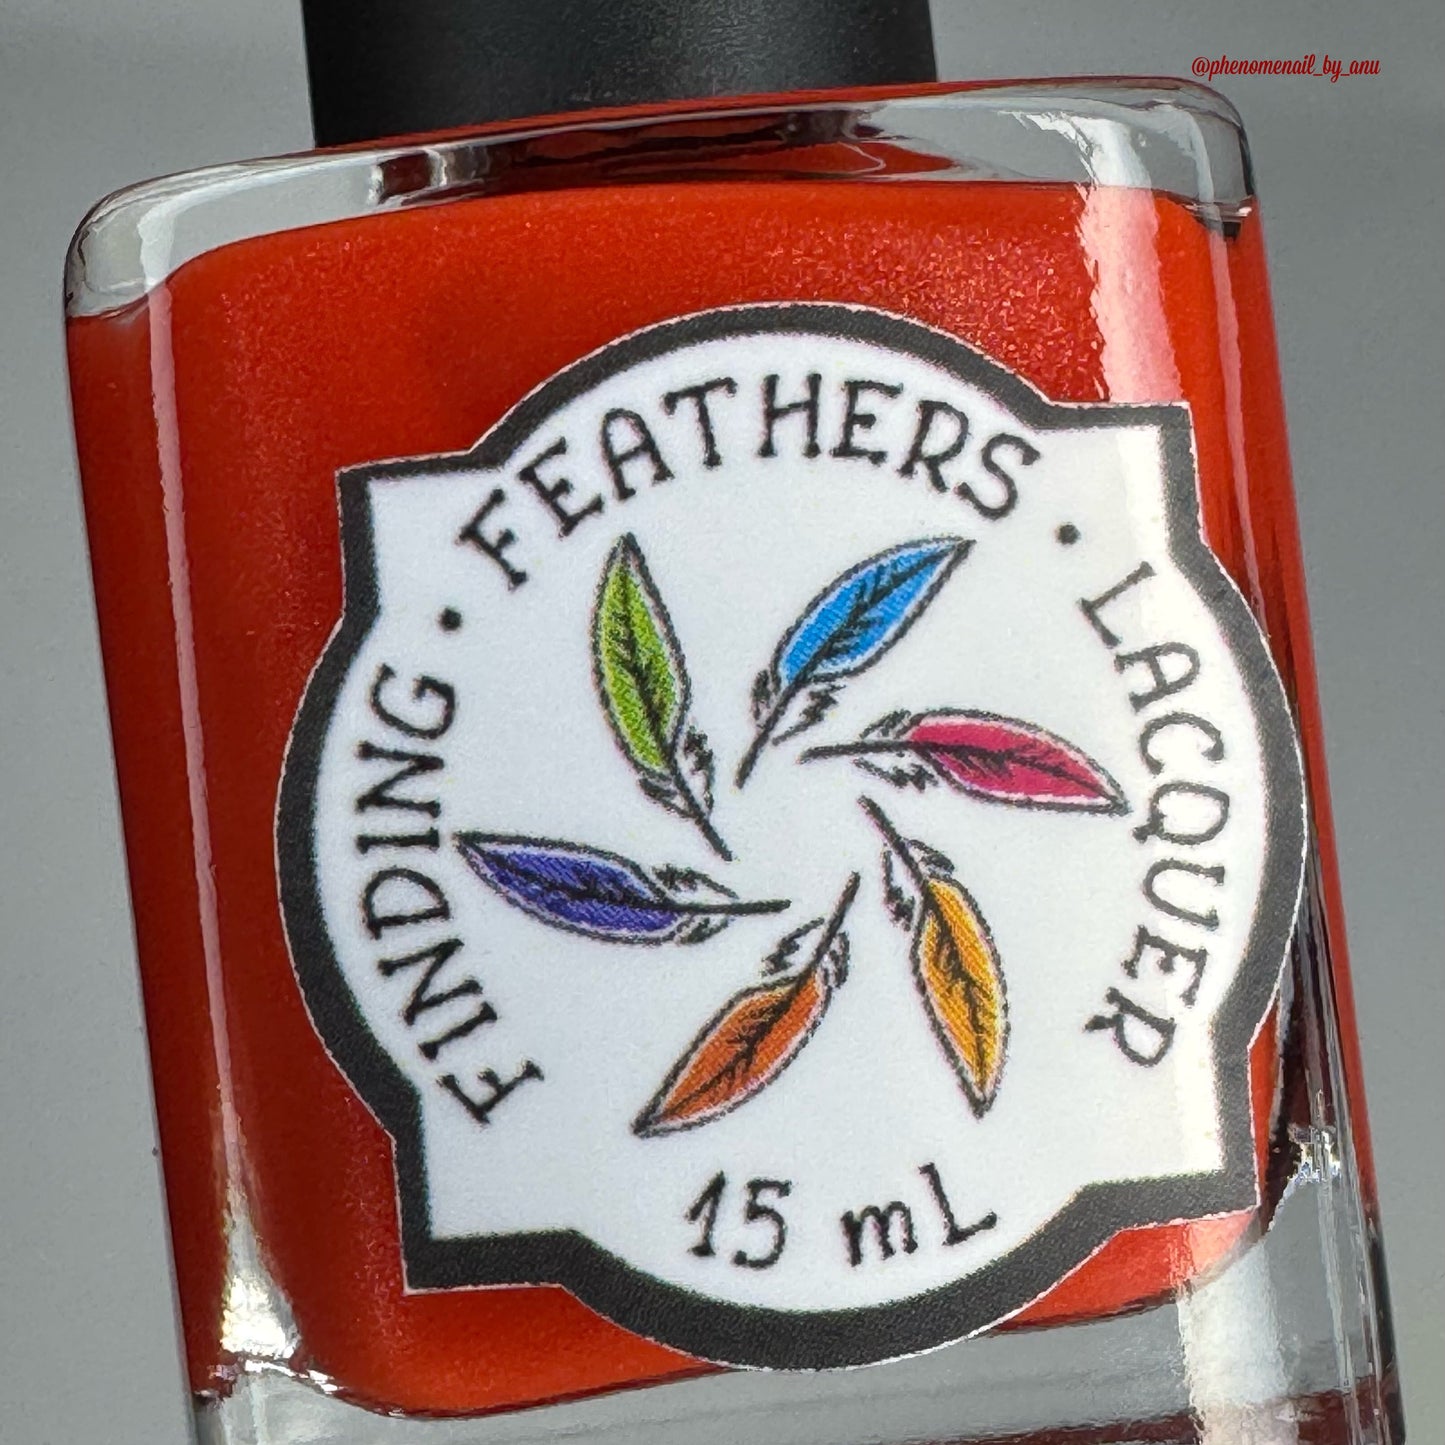 @phenomenail_by_anu
FINDING · FEATHERS · LACQUER
15 mL